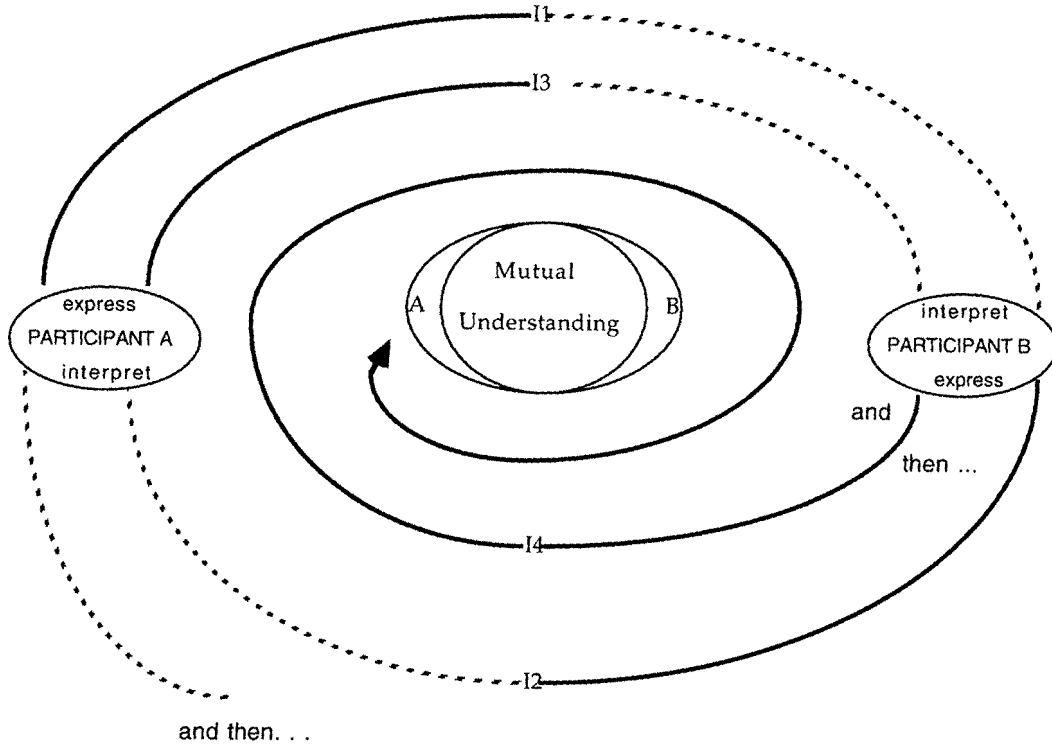 I1
I3
Mutual
A
B
Understanding
express
PARTICIPANT A
interpret
interpret
PARTICIPANT B
express
and
then ...
I4
I2
and then. . .